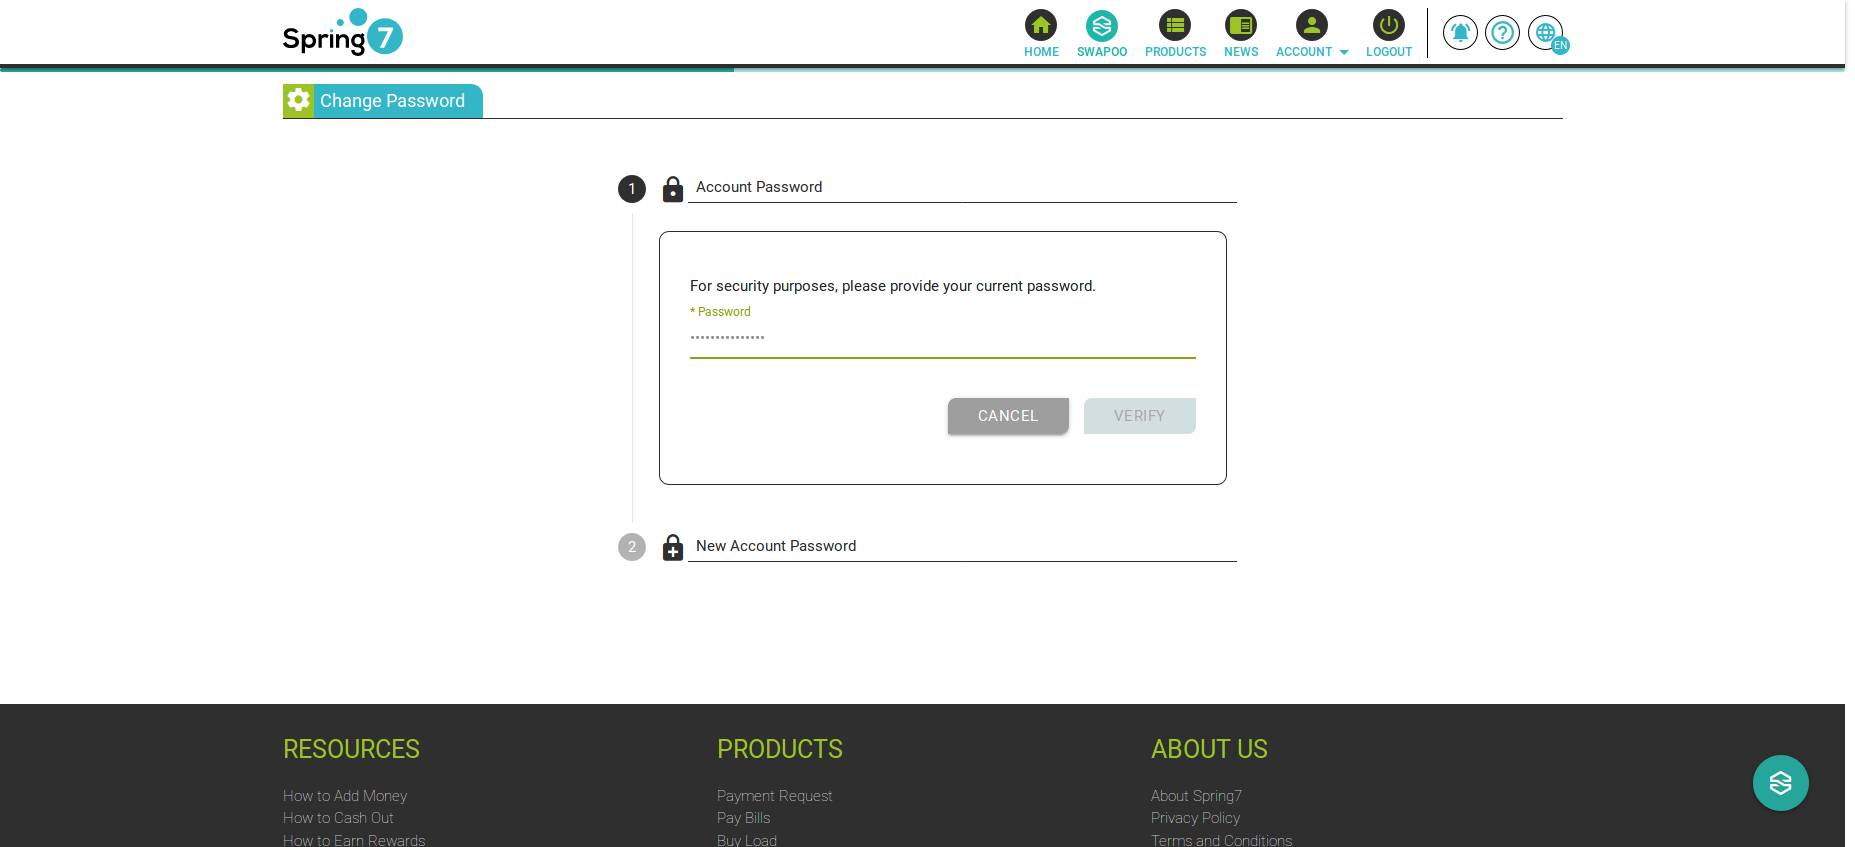 Spring7
HOME SWAPOO PRODUCTS NEWS ACCOUNT LOGOUT EN
Change Password
1 Account Password
For security purposes, please provide your current password.
* Password
•••••••••••••••
CANCEL VERIFY
2 New Account Password
RESOURCES PRODUCTS ABOUT US
How to Add Money Payment Request About Spring7
How to Cash Out Pay Bills Privacy Policy
How to Earn Rewards Buy Load Terms and Conditions